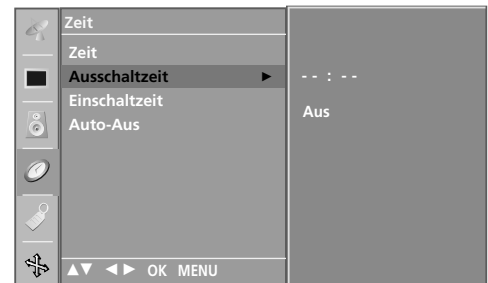 Zeit
Zeit
Ausschaltzeit ►
Einschaltzeit
Auto-Aus
▲▼ ◄► OK MENU
- - : - -
Aus